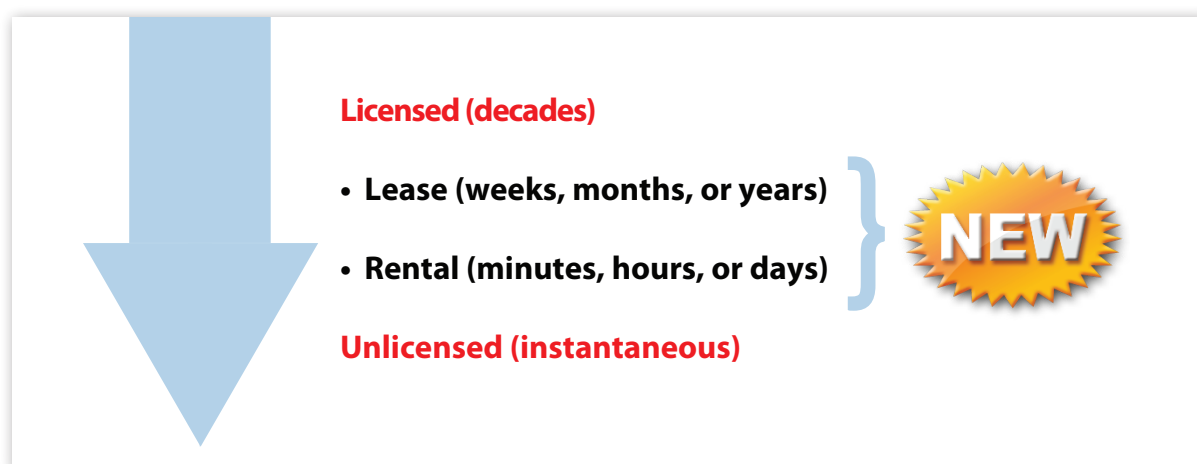 Licensed (decades)
• Lease (weeks, months, or years)
• Rental (minutes, hours, or days)
NEW
Unlicensed (instantaneous)